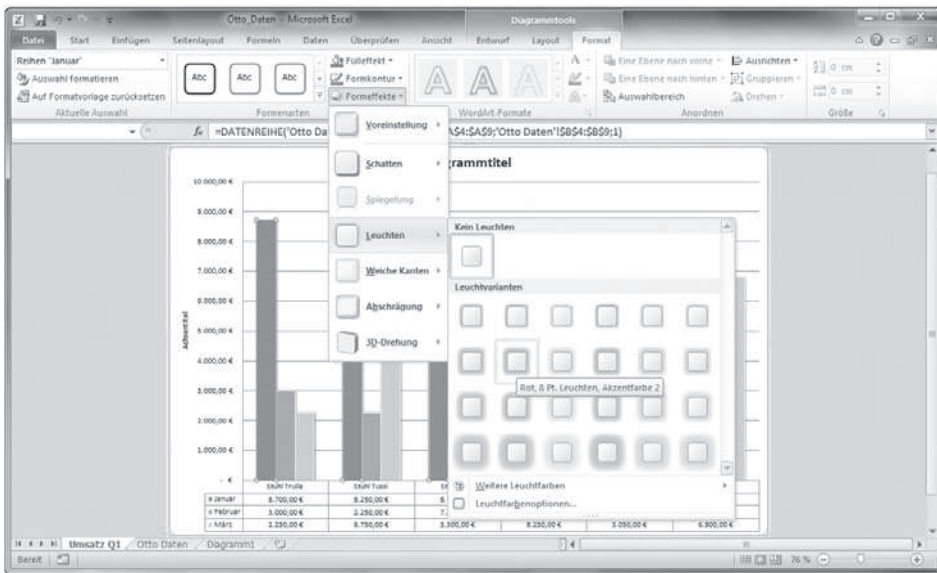 Otto_Daten - Microsoft Excel
Diagrammtools
Datei Start Einfügen Seitenlayout Formeln Daten Überprüfen Ansicht Entwurf Layout Format
Reihen "Januar"
Auswahl formatieren
Auf Formatvorlage zurücksetzen
Aktuelle Auswahl
Abc Abc Abc
Fülleffekt
Formkontur
Formeffekte
Formenarten
A A A
WordArt-Formate
Eine Ebene nach vorne
Eine Ebene nach hinten
Auswahlbereich
Ausrichten
Gruppieren
Drehen
Anordnen
0 cm
0 cm
Größe
fx =DATENREIHE('Otto Da
A$4:$A$9;'Otto Daten'!$B$4:$B$9;1)
Voreinstellung
Schatten
Spiegelung
Leuchten
Weiche Kanten
Abschrägung
3D-Drehung
grammtitel
Kein Leuchten
Leuchtvarianten
Rot, 8 Pt. Leuchten, Akzentfarbe 2
Weitere Leuchtfarben
Leuchtfarbenoptionen...
Achsentitel
10.000,00 €
9.000,00 €
8.000,00 €
7.000,00 €
6.000,00 €
5.000,00 €
4.000,00 €
3.000,00 €
2.000,00 €
1.000,00 €
- €
Stuhl Trulla Stuhl Tussi
Januar 8.700,00 € 8.250,00 €
Februar 3.000,00 € 2.250,00 €
März 2.250,00 € 6.750,00 € 3.300,00 € 8.250,00 € 3.050,00 € 6.900,00 €
Umsatz Q1 Otto Daten Diagramm1
Bereit
76 %